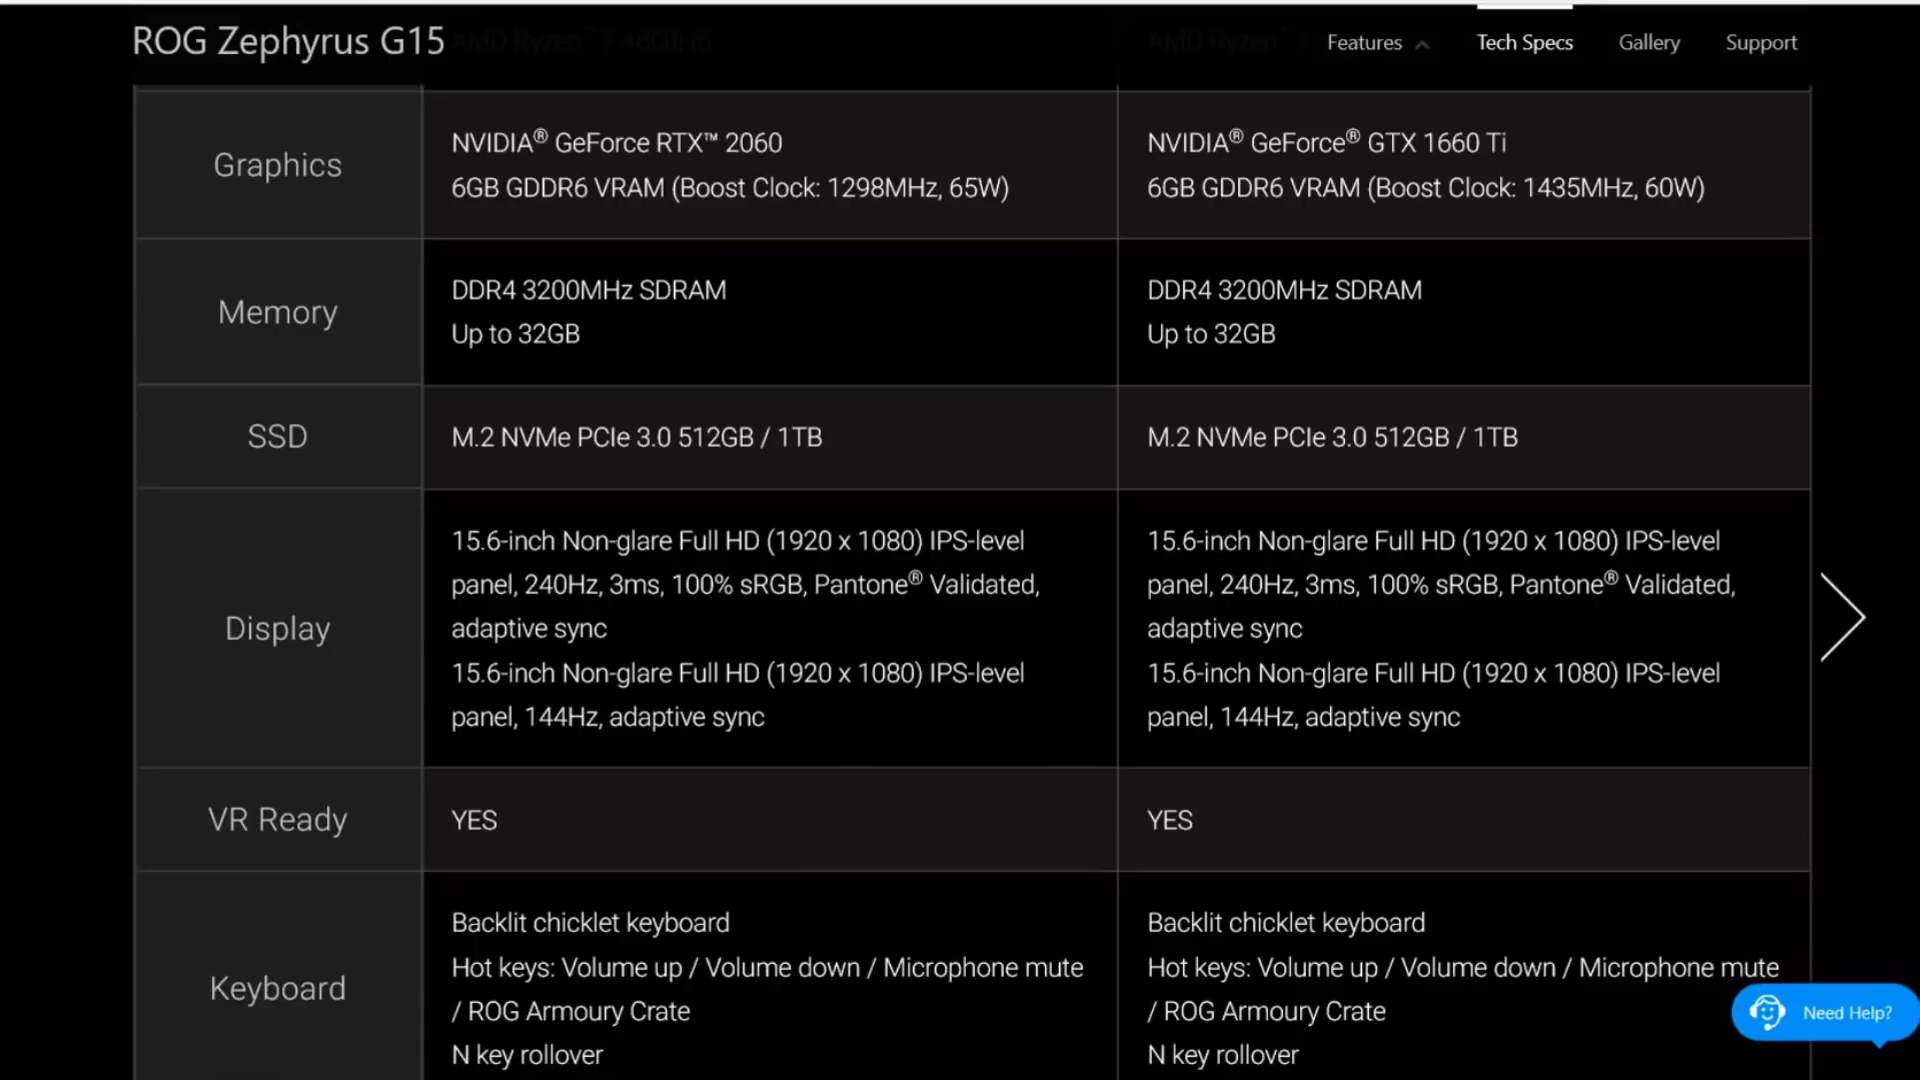 ROG Zephyrus G15
Features
Tech Specs
Gallery
Support
Graphics
NVIDIA® GeForce RTX™ 2060
6GB GDDR6 VRAM (Boost Clock: 1298MHz, 65W)
NVIDIA® GeForce® GTX 1660 Ti
6GB GDDR6 VRAM (Boost Clock: 1435MHz, 60W)
Memory
DDR4 3200MHz SDRAM
Up to 32GB
DDR4 3200MHz SDRAM
Up to 32GB
SSD
M.2 NVMe PCIe 3.0 512GB / 1TB
M.2 NVMe PCIe 3.0 512GB / 1TB
Display
15.6-inch Non-glare Full HD (1920 x 1080) IPS-level
panel, 240Hz, 3ms, 100% sRGB, Pantone® Validated,
adaptive sync
15.6-inch Non-glare Full HD (1920 x 1080) IPS-level
panel, 144Hz, adaptive sync
15.6-inch Non-glare Full HD (1920 x 1080) IPS-level
panel, 240Hz, 3ms, 100% sRGB, Pantone® Validated,
adaptive sync
15.6-inch Non-glare Full HD (1920 x 1080) IPS-level
panel, 144Hz, adaptive sync
VR Ready
YES
YES
Keyboard
Backlit chicklet keyboard
Hot keys: Volume up / Volume down / Microphone mute
/ ROG Armoury Crate
N key rollover
Backlit chicklet keyboard
Hot keys: Volume up / Volume down / Microphone mute
/ ROG Armoury Crate
N key rollover
Need Help?